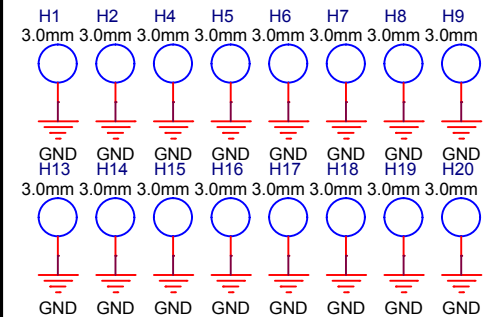 H1 H2 H4 H5 H6 H7 H8 H9
3.0mm 3.0mm 3.0mm 3.0mm 3.0mm 3.0mm 3.0mm 3.0mm
GND GND GND GND GND GND GND GND
H13 H14 H15 H16 H17 H18 H19 H20
3.0mm 3.0mm 3.0mm 3.0mm 3.0mm 3.0mm 3.0mm 3.0mm
GND GND GND GND GND GND GND GND